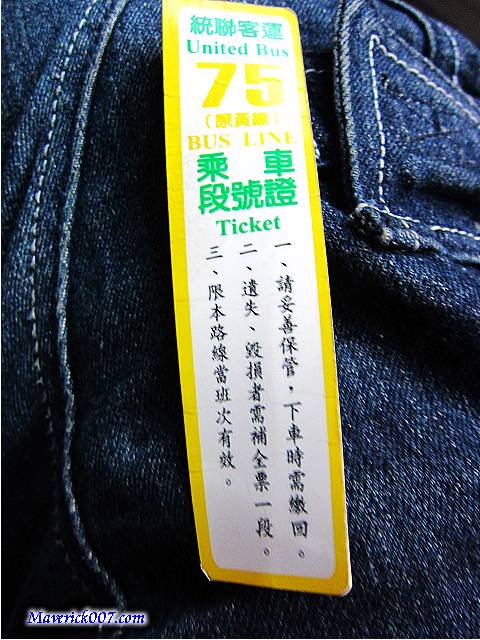 統聯客運
United Bus
75
（原黃線）
BUS LINE
乘車
段號證
Ticket
一、請妥善保管，下車時需繳回。
二、遺失、毀損者需補全票一段。
三、限本路線當班次有效。
Maverick007.com